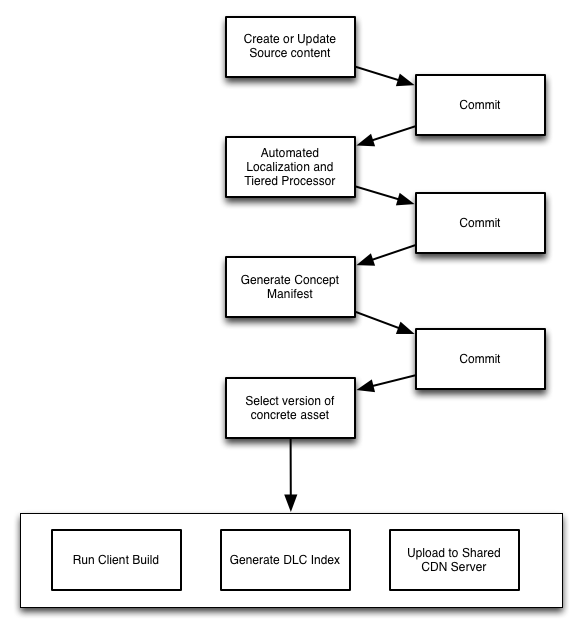 Create or Update
Source content
Commit
Automated
Localization and
Tiered Processor
Commit
Generate Concept
Manifest
Commit
Select version of
concrete asset
Run Client Build
Generate DLC Index
Upload to Shared
CDN Server